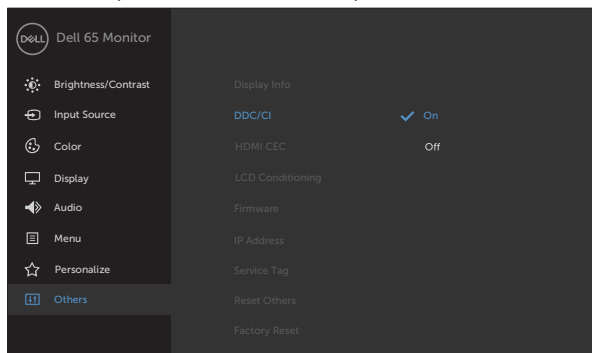 DELL Dell 65 Monitor
Brightness/Contrast
Display Info
Input Source
DDC/CI
On
Color
HDMI CEC
Off
Display
LCD Conditioning
Audio
Firmware
Menu
IP Address
Personalize
Service Tag
Others
Reset Others
Factory Reset